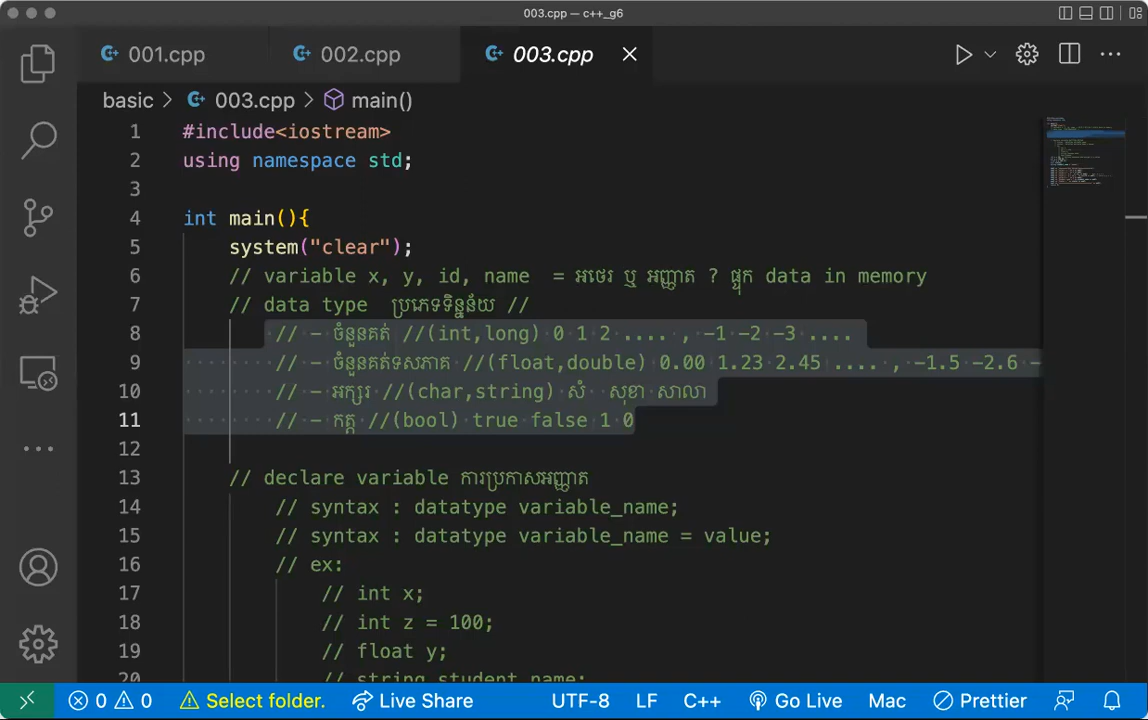 003.cpp — c++_g6
001.cpp 002.cpp 003.cpp
basic > 003.cpp > main()
1 #include<iostream>
2 using namespace std;
3
4 int main(){
5 system("clear");
6 // variable x, y, id, name = អថេរ ឬ អញ្ញាត ? ផ្ទុក data in memory
7 // data type ប្រភេទទិន្នន័យ //
8 // - ចំនួនគត់ //(int,long) 0 1 2 .... , -1 -2 -3 ....
9 // - ចំនួនគត់ទសភាគ //(float,double) 0.00 1.23 2.45 .... , -1.5 -2.6 -
10 // - អក្សរ //(char,string) សំ សុខា សាលា
11 // - កត្ត //(bool) true false 1 0
12
13 // declare variable ការប្រកាសអញ្ញាត
14 // syntax : datatype variable_name;
15 // syntax : datatype variable_name = value;
16 // ex:
17 // int x;
18 // int z = 100;
19 // float y;
20 // string student_name;
0 0 Select folder. Live Share UTF-8 LF C++ Go Live Mac Prettier